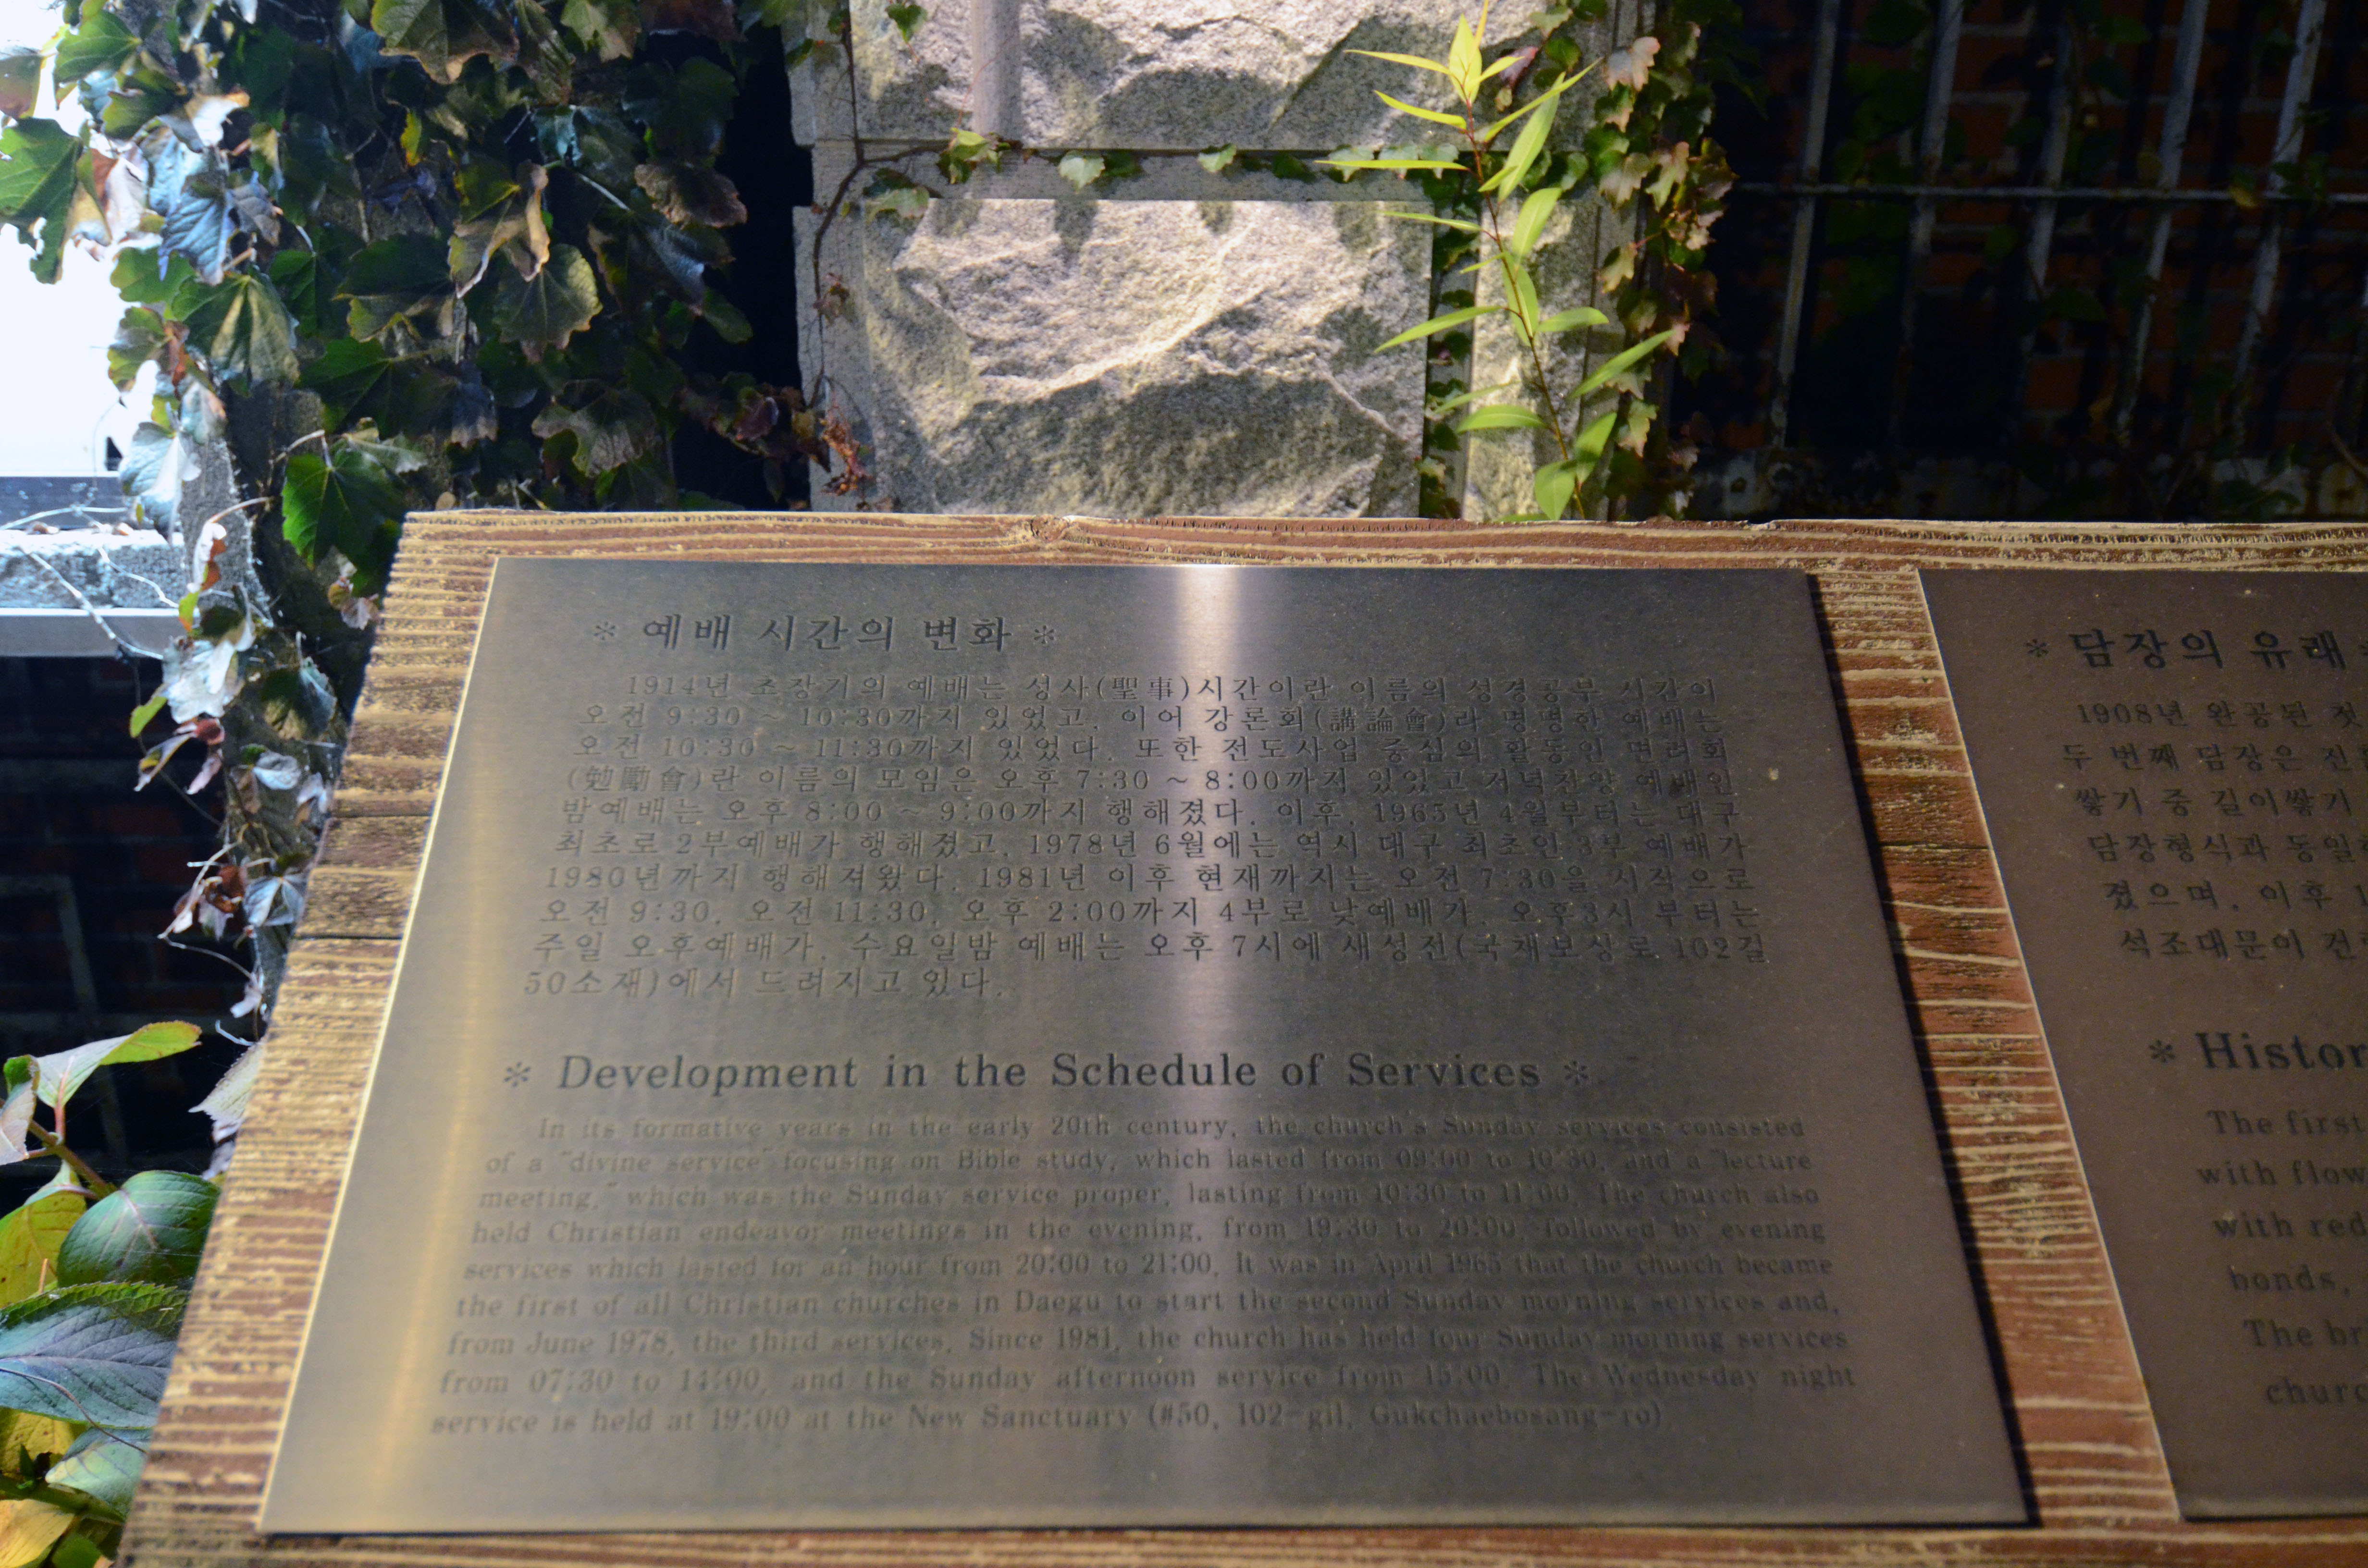 * 예배 시간의 변화 *
1914년 초창기의 예배는 성사(聖事)시간이란 이름의 성경공부 시간이
오전 9:30 ~ 10:30까지 있었고, 이어 강론회(講論會)라 명명한 예배는
오전 10:30 ~ 11:30까지 있었다. 또한 전도사업 중심의 활동인 면려회
(勉勵會)란 이름의 모임은 오후 7:30 ~ 8:00까지 있었고 저녁찬양 예배인
밤예배는 오후 8:00 ~ 9:00까지 행해졌다. 이후, 1965년 4월부터는 대구
최초로 2부예배가 행해졌고, 1978년 6월에는 역시 대구 최초인 3부 예배가
1980년까지 행해져왔다. 1981년 이후 현재까지는 오전 7:30을 시작으로
오전 9:30, 오전 11:30, 오후 2:00까지 4부로 낮예배가, 오후3시 부터는
주일 오후예배가, 수요일밤 예배는 오후 7시에 새성전(국채보상로 102길
50소재)에서 드려지고 있다.
* Development in the Schedule of Services *
In its formative years in the early 20th century, the church's Sunday services consisted
of a "divine service" focusing on Bible study, which lasted from 09:00 to 10:30, and a "lecture
meeting," which was the Sunday service proper, lasting from 10:30 to 11:00. The church also
held Christian endeavor meetings in the evening, from 19:30 to 20:00, followed by evening
services which lasted for an hour from 20:00 to 21:00. It was in April 1965 that the church became
the first of all Christian churches in Daegu to start the second Sunday morning services and,
from June 1978, the third services. Since 1981, the church has held four Sunday morning services
from 07:30 to 14:00, and the Sunday afternoon service from 15:00. The Wednesday night
service is held at 19:00 at the New Sanctuary (#50, 102-gil, Gukchaebosang-ro)
* 담장의 유래 *
1908년 완공된 첫
두 번째 담장은
쌓기 중 길이쌓기
담장형식과
졌으며, 이후
석조대문이
* Histor
The first
with flow
with red
bonds,
The br
churc